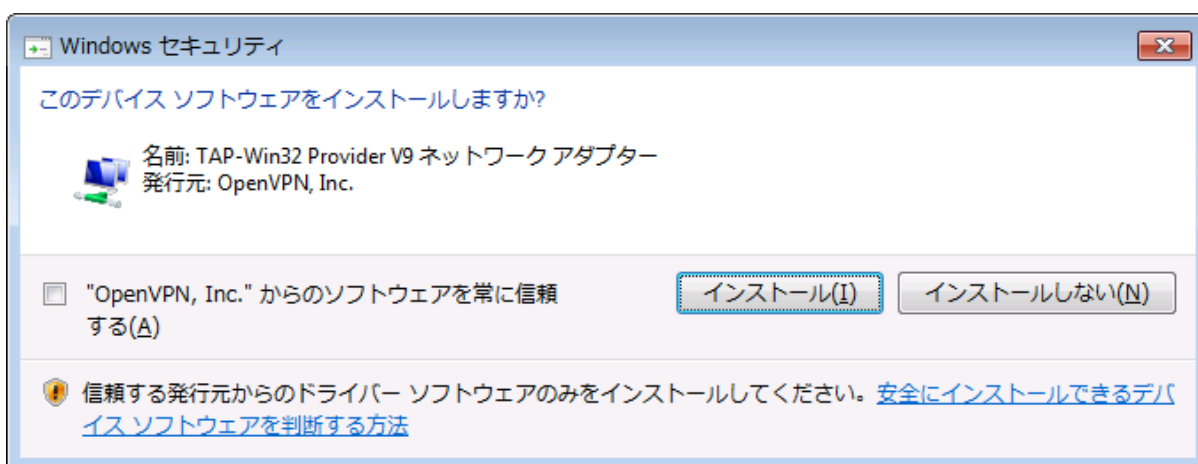 Windows セキュリティ
このデバイス ソフトウェアをインストールしますか?
名前: TAP-Win32 Provider V9 ネットワーク アダプター
発行元: OpenVPN, Inc.
"OpenVPN, Inc." からのソフトウェアを常に信頼
する(A)
インストール(I)
インストールしない(N)
信頼する発行元からのドライバー ソフトウェアのみをインストールしてください。安全にインストールできるデバ
イス ソフトウェアを判断する方法